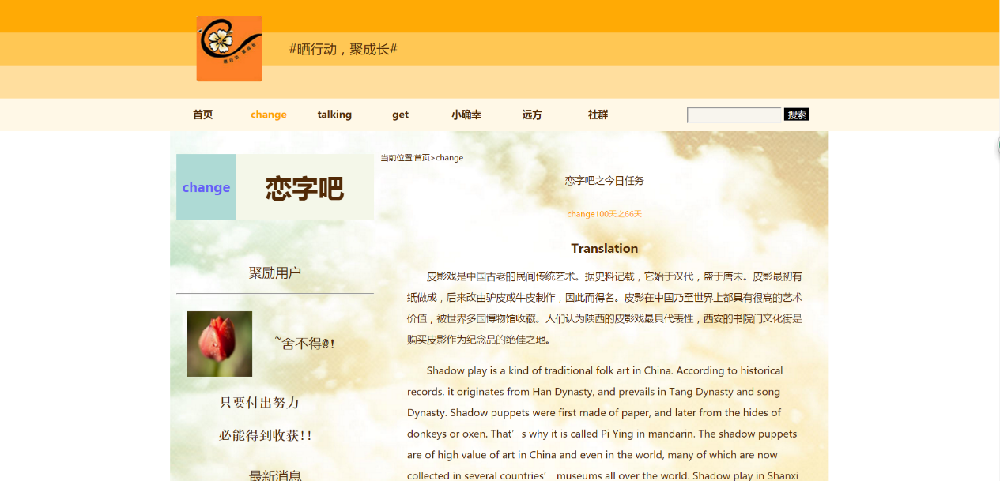 晒行动，聚成长
#晒行动，聚成长#
首页 change talking get 小确幸 远方 社群 搜索
当前位置:首页>change
change 恋字吧
恋字吧之今日任务
change100天之66天
聚励用户
~舍不得@!
只要付出努力
必能得到收获!!
最新消息
Translation
皮影戏是中国古老的民间传统艺术。据史料记载，它始于汉代，盛于唐宋。皮影最初有
纸做成，后来改由驴皮或牛皮制作，因此而得名。皮影在中国乃至世界上都具有很高的艺术
价值，被世界多国博物馆收藏。人们认为陕西的皮影戏最具代表性，西安的书院门文化街是
购买皮影作为纪念品的绝佳之地。
Shadow play is a kind of traditional folk art in China. According to historical
records, it originates from Han Dynasty, and prevails in Tang Dynasty and song
Dynasty. Shadow puppets were first made of paper, and later from the hides of
donkeys or oxen. That’s why it is called Pi Ying in mandarin. The shadow puppets
are of high value of art in China and even in the world, many of which are now
collected in several countries’ museums all over the world. Shadow play in Shanxi